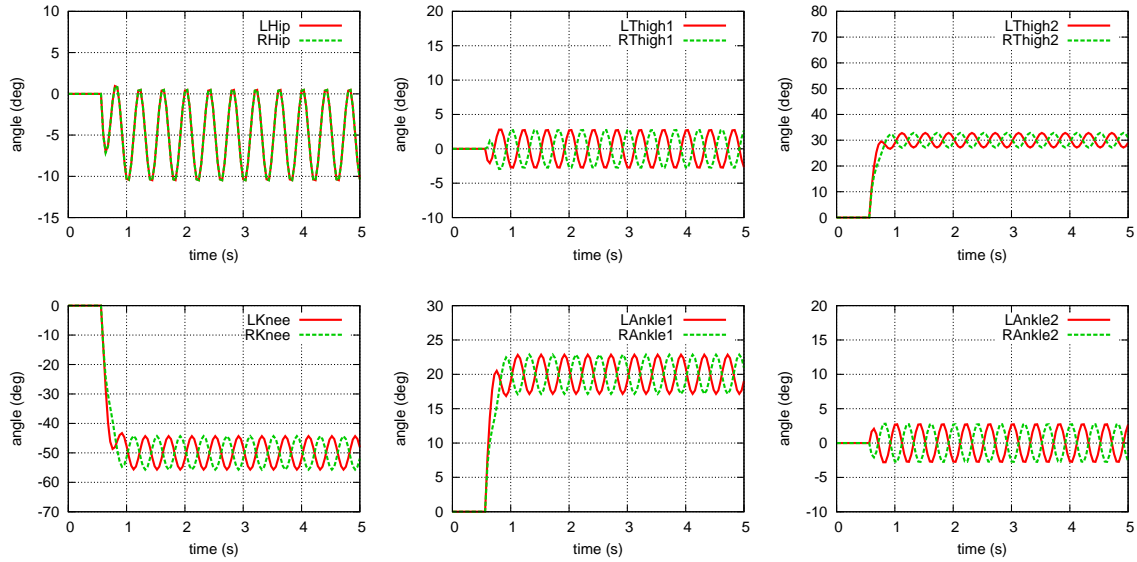 10
5
0
-5
-10
-15
0 1 2 3 4 5
angle (deg)
time (s)
LHip
RHip
20
15
10
5
0
-5
-10
0 1 2 3 4 5
angle (deg)
time (s)
LThigh1
RThigh1
80
70
60
50
40
30
20
10
0
0 1 2 3 4 5
angle (deg)
time (s)
LThigh2
RThigh2
0
-10
-20
-30
-40
-50
-60
-70
0 1 2 3 4 5
angle (deg)
time (s)
LKnee
RKnee
30
25
20
15
10
5
0
0 1 2 3 4 5
angle (deg)
time (s)
LAnkle1
RAnkle1
20
15
10
5
0
-5
-10
0 1 2 3 4 5
angle (deg)
time (s)
LAnkle2
RAnkle2